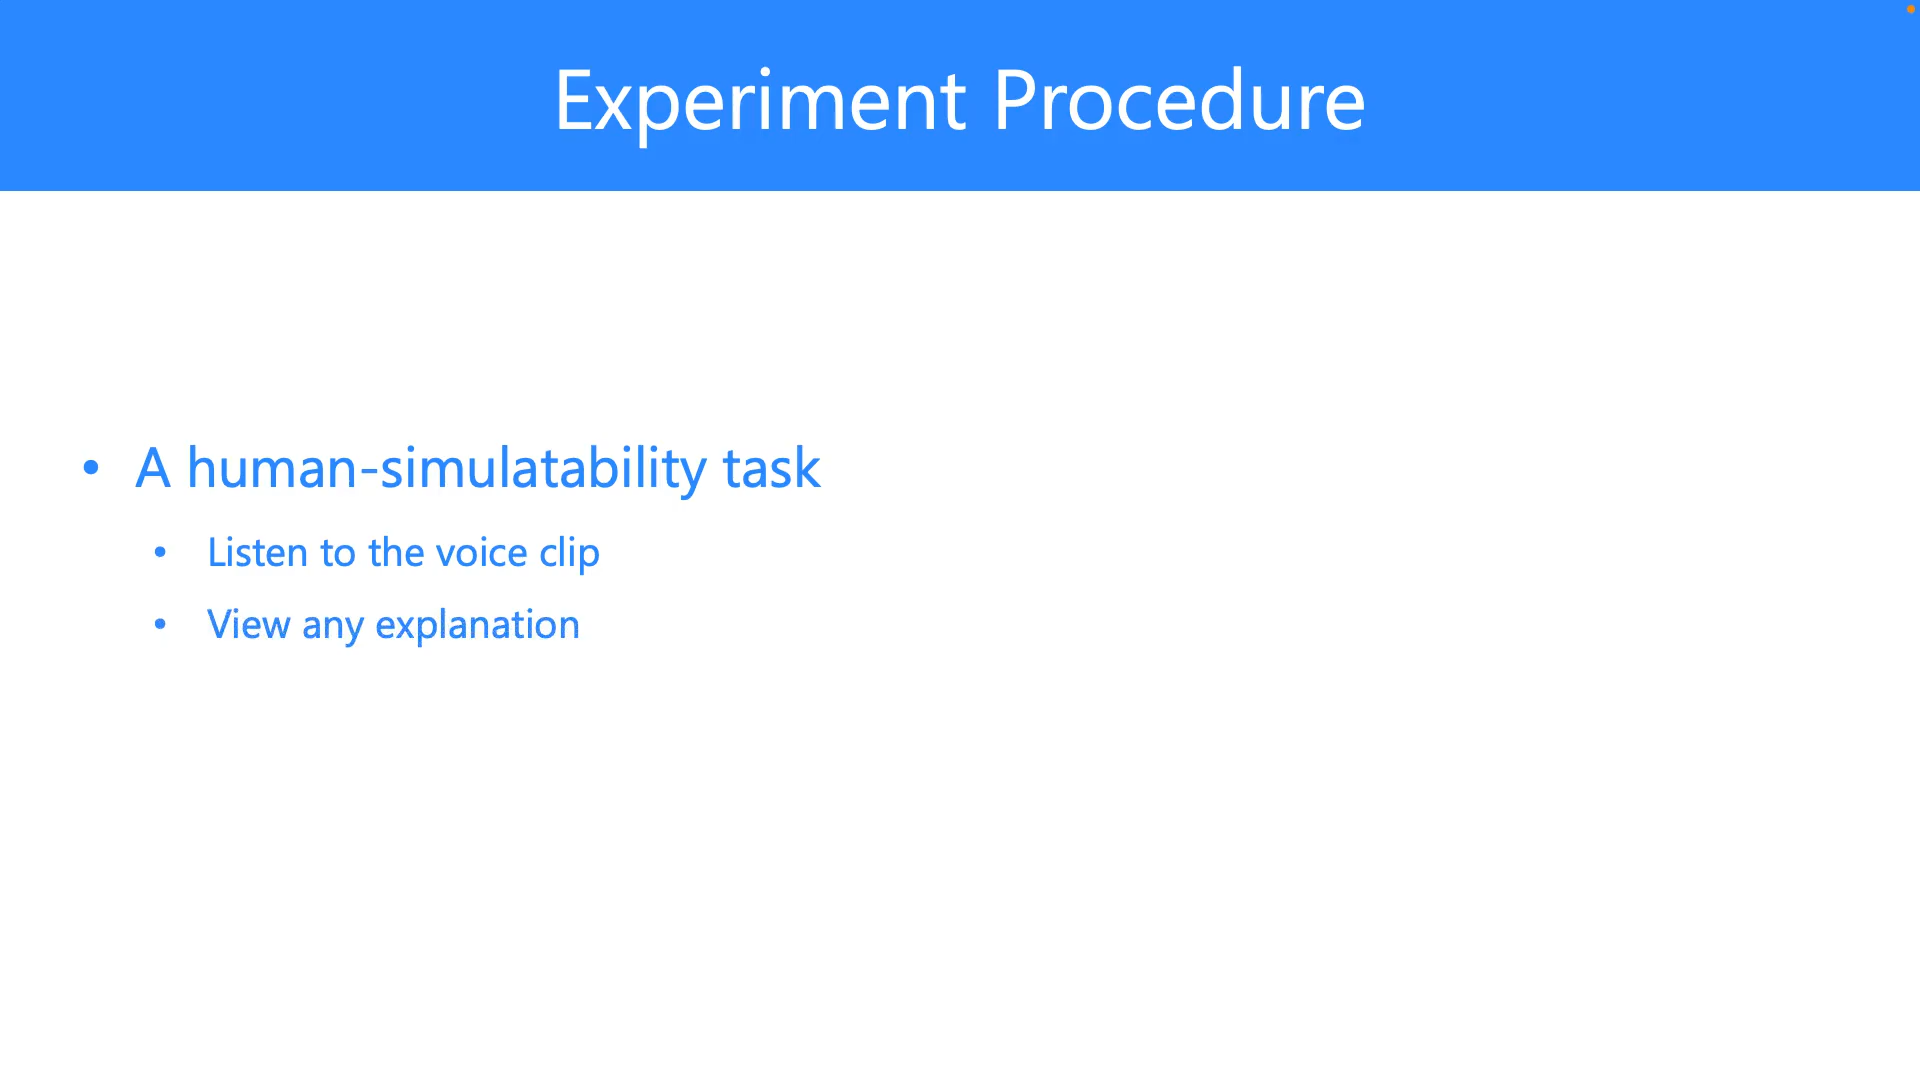 Experiment Procedure
• A human-simulatability task
• Listen to the voice clip
• View any explanation